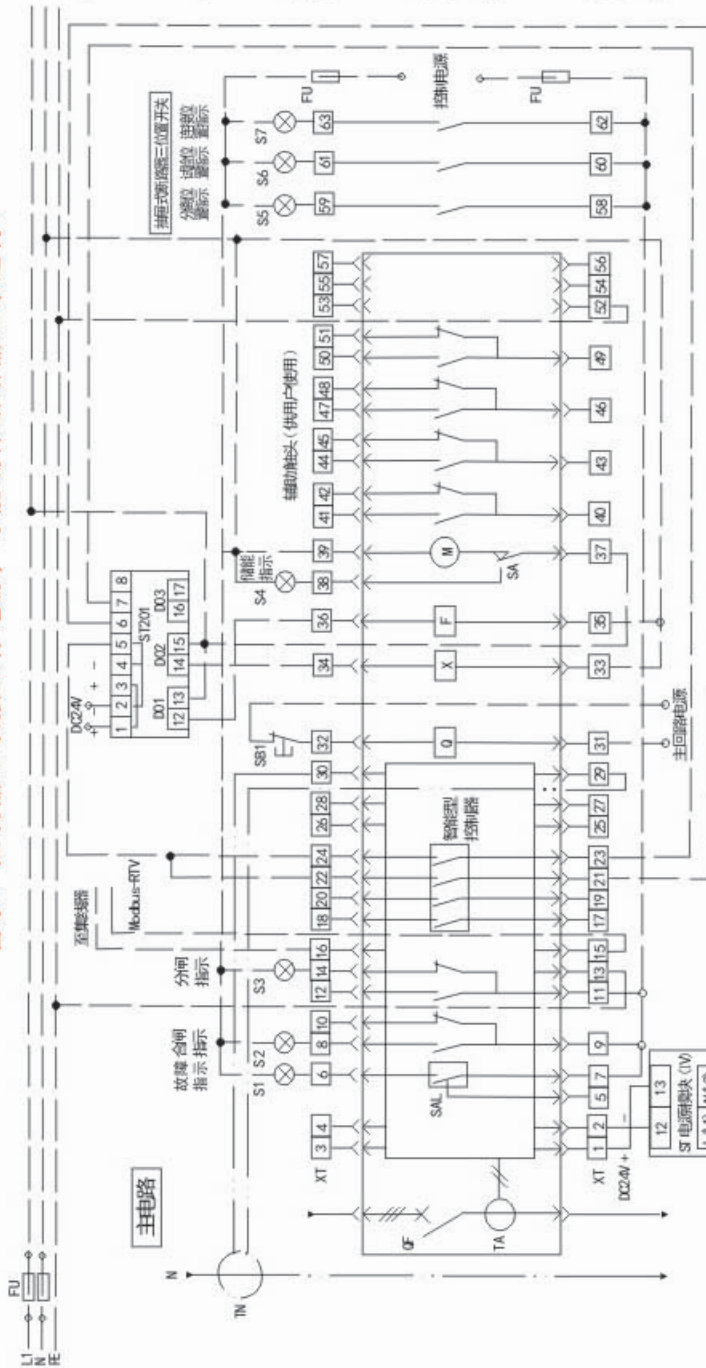 L1
N
PE
FU
DC24V
+ - + -
1 2 3 4 5 6 7 8
ST201
DO1 DO2 DO3
12 13 14 15 16 17
抽屉式断路器三位置开关
分离位置指示 试验位置指示 连接位置指示
主电路
N
TN
故障指示 合闸指示 分闸指示
至集线器
Modbus-RTV
储能指示
辅助触头(供用户使用)
S1 S2 S3 SB1 S4 S5 S6 S7
FU
控制电源
FU
XT
3 4 6 8 10 12 14 16 18 20 22 24 26 28 30 32 34 36 38 39 41 42 44 45 47 48 50 51 53 55 57 59 61 63
QF
TA
SAL
智能型控制器
Q X F M SA
XT
1 2 5 7 9 11 13 15 17 19 21 23 25 27 29 31 33 35 37 40 43 46 49 52 54 56 58 60 62
DC24V + -
主回路电源
12 13
ST电源模块(IV)